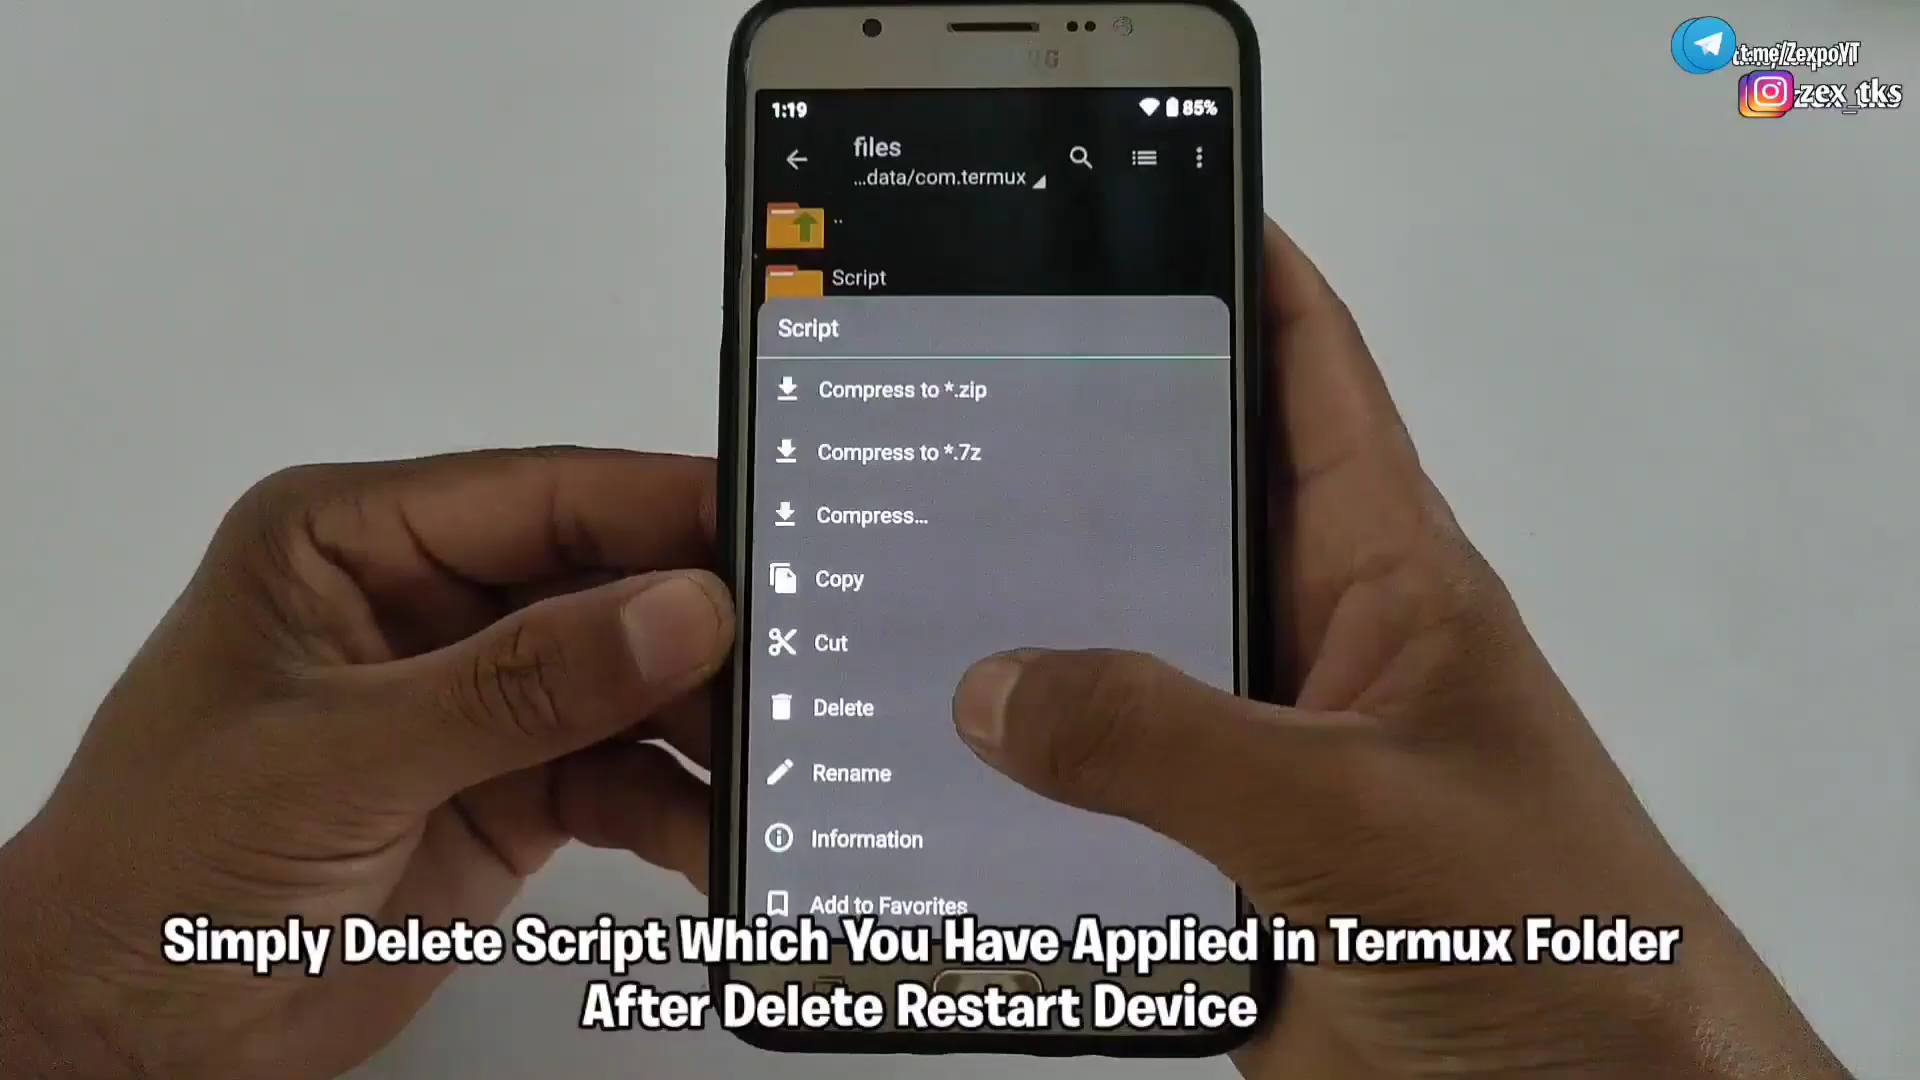 t.me/ZexpoYT
zex_tks
1:19
85%
files
...data/com.termux
..
Script
Script
Compress to *.zip
Compress to *.7z
Compress...
Copy
Cut
Delete
Rename
Information
Add to Favorites
Simply Delete Script Which You Have Applied in Termux Folder
After Delete Restart Device